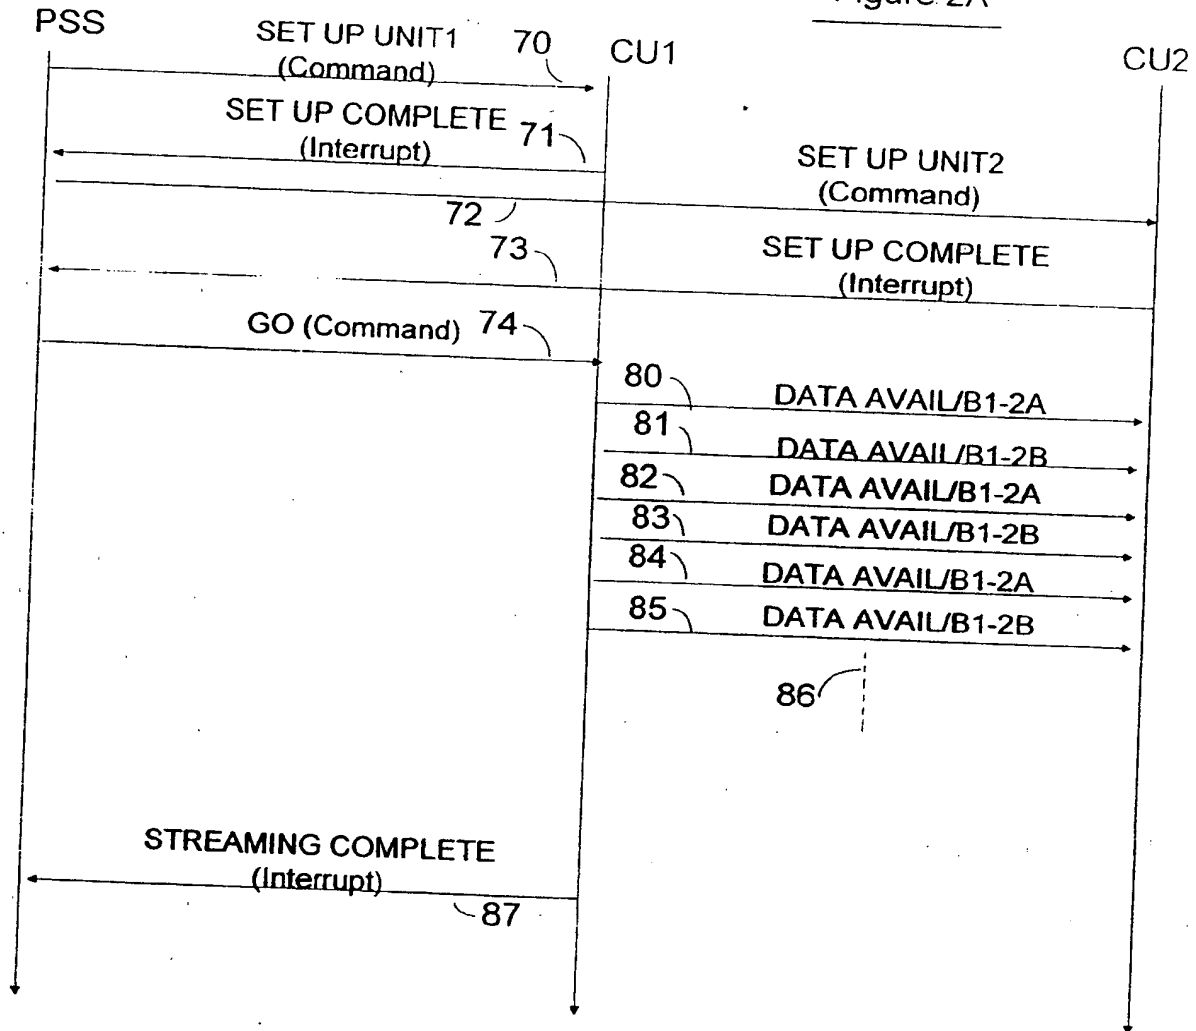 Figure 2A
PSS
SET UP UNIT1
(Command)
70
CU1
CU2
SET UP COMPLETE
(Interrupt)
71
SET UP UNIT2
(Command)
72
73
SET UP COMPLETE
(Interrupt)
GO (Command)
74
80
DATA AVAIL/B1-2A
81
DATA AVAIL/B1-2B
82
DATA AVAIL/B1-2A
83
DATA AVAIL/B1-2B
84
DATA AVAIL/B1-2A
85
DATA AVAIL/B1-2B
86
STREAMING COMPLETE
(Interrupt)
87